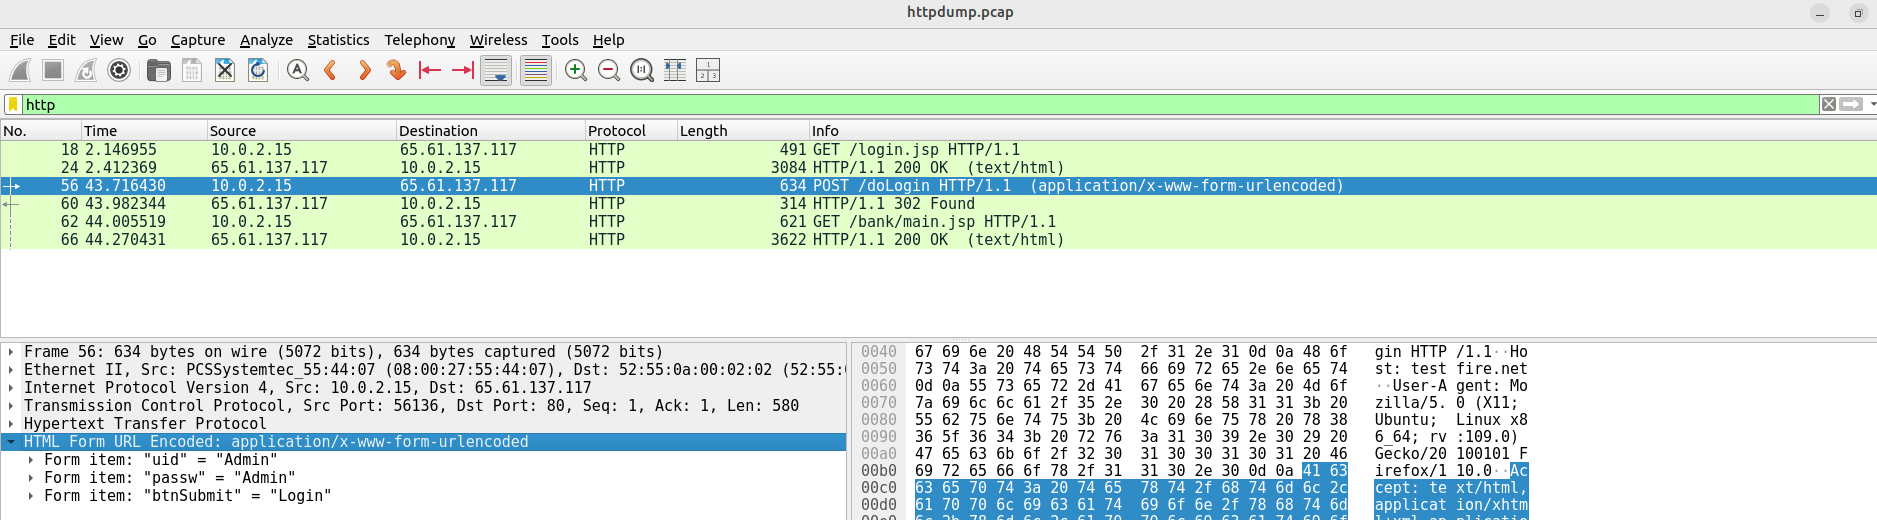 httpdump.pcap
File Edit View Go Capture Analyze Statistics Telephony Wireless Tools Help
http
No. Time Source Destination Protocol Length Info
18 2.146955 10.0.2.15 65.61.137.117 HTTP 491 GET /login.jsp HTTP/1.1
24 2.412369 65.61.137.117 10.0.2.15 HTTP 3084 HTTP/1.1 200 OK  (text/html)
56 43.716430 10.0.2.15 65.61.137.117 HTTP 634 POST /doLogin HTTP/1.1  (application/x-www-form-urlencoded)
60 43.982344 65.61.137.117 10.0.2.15 HTTP 314 HTTP/1.1 302 Found
62 44.005519 10.0.2.15 65.61.137.117 HTTP 621 GET /bank/main.jsp HTTP/1.1
66 44.270431 65.61.137.117 10.0.2.15 HTTP 3622 HTTP/1.1 200 OK  (text/html)
Frame 56: 634 bytes on wire (5072 bits), 634 bytes captured (5072 bits)
Ethernet II, Src: PCSSystemtec_55:44:07 (08:00:27:55:44:07), Dst: 52:55:0a:00:02:02 (52:55:
Internet Protocol Version 4, Src: 10.0.2.15, Dst: 65.61.137.117
Transmission Control Protocol, Src Port: 56136, Dst Port: 80, Seq: 1, Ack: 1, Len: 580
Hypertext Transfer Protocol
HTML Form URL Encoded: application/x-www-form-urlencoded
Form item: "uid" = "Admin"
Form item: "passw" = "Admin"
Form item: "btnSubmit" = "Login"
0040 67 69 6e 20 48 54 54 50 2f 31 2e 31 0d 0a 48 6f gin HTTP /1.1··Ho
73 74 3a 20 74 65 73 74 66 69 72 65 2e 6e 65 74 st: test fire.net
0060 0d 0a 55 73 65 72 2d 41 67 65 6e 74 3a 20 4d 6f ··User-A gent: Mo
0070 7a 69 6c 6c 61 2f 35 2e 30 20 28 58 31 31 3b 20 zilla/5. 0 (X11;
0080 55 62 75 6e 74 75 3b 20 4c 69 6e 75 78 20 78 38 Ubuntu;  Linux x8
0090 36 5f 36 34 3b 20 72 76 3a 31 30 39 2e 30 29 20 6_64; rv :109.0)
00a0 47 65 63 6b 6f 2f 32 30 31 30 30 31 30 31 20 46 Gecko/20 100101 F
00b0 69 72 65 66 6f 78 2f 31 31 30 2e 30 0d 0a 41 63 irefox/1 10.0··Ac
00c0 63 65 70 74 3a 20 74 65 78 74 2f 68 74 6d 6c 2c cept: te xt/html,
00d0 61 70 70 6c 69 63 61 74 69 6f 6e 2f 78 68 74 6d applicat ion/xhtm